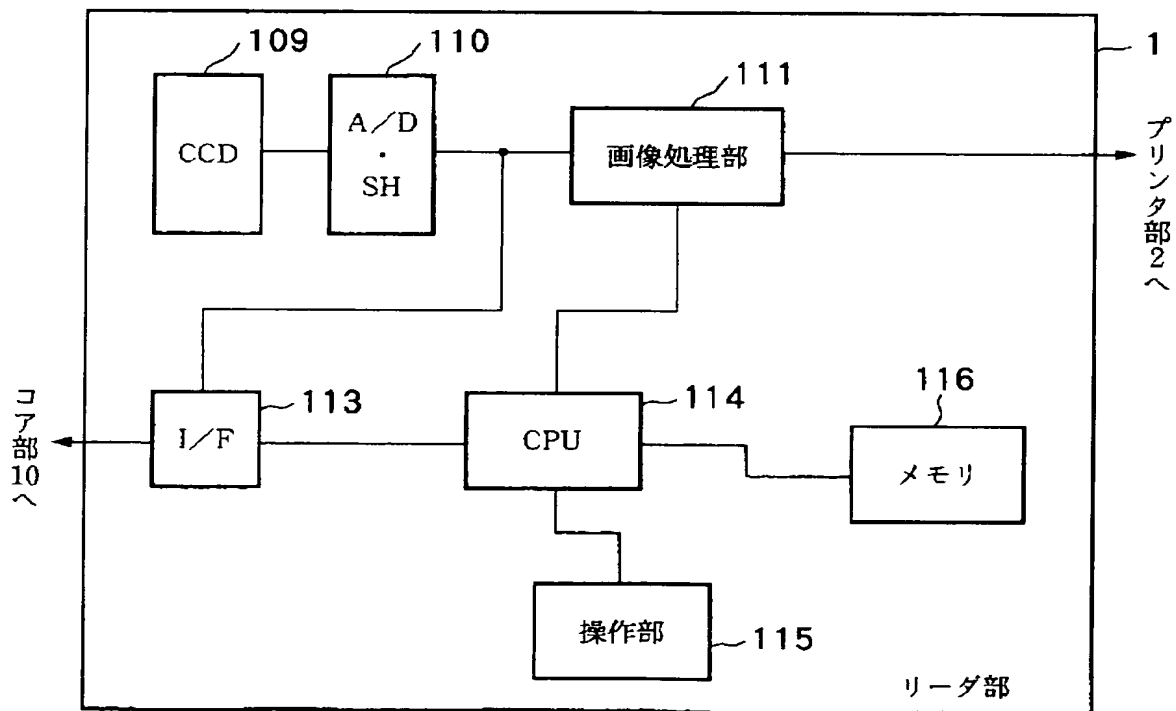 109
110
1
111
CCD
A/D
・
SH
画像処理部
プリンタ部2へ
コア部10へ
I/F
113
CPU
114
116
メモリ
操作部
115
リーダ部